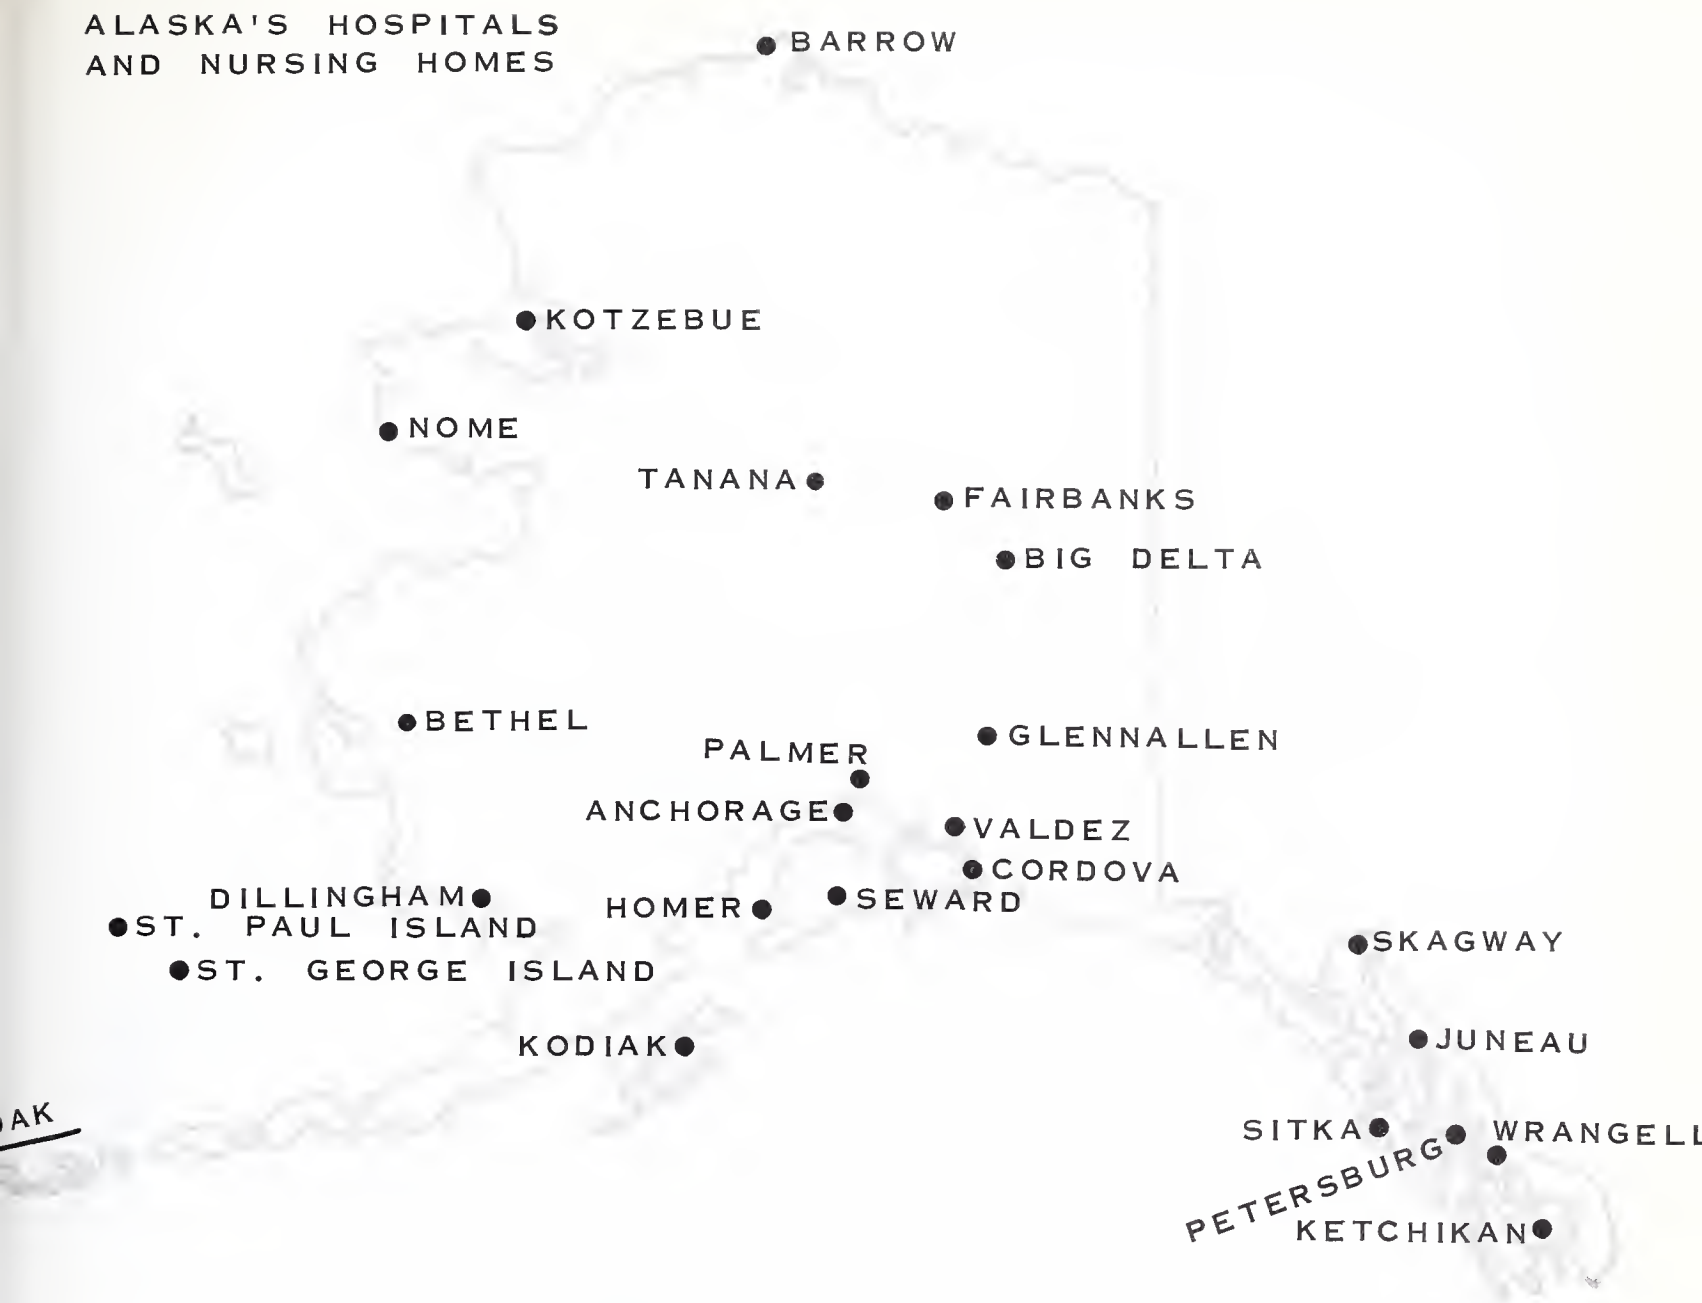 ALASKA'S HOSPITALS
AND NURSING HOMES
BARROW
KOTZEBUE
NOME
TANANA
FAIRBANKS
BIG DELTA
BETHEL
PALMER
GLENNALLEN
ANCHORAGE
VALDEZ
CORDOVA
DILLINGHAM
HOMER
SEWARD
ST. PAUL ISLAND
SKAGWAY
ST. GEORGE ISLAND
KODIAK
JUNEAU
SITKA
WRANGELL
PETERSBURG
KETCHIKAN